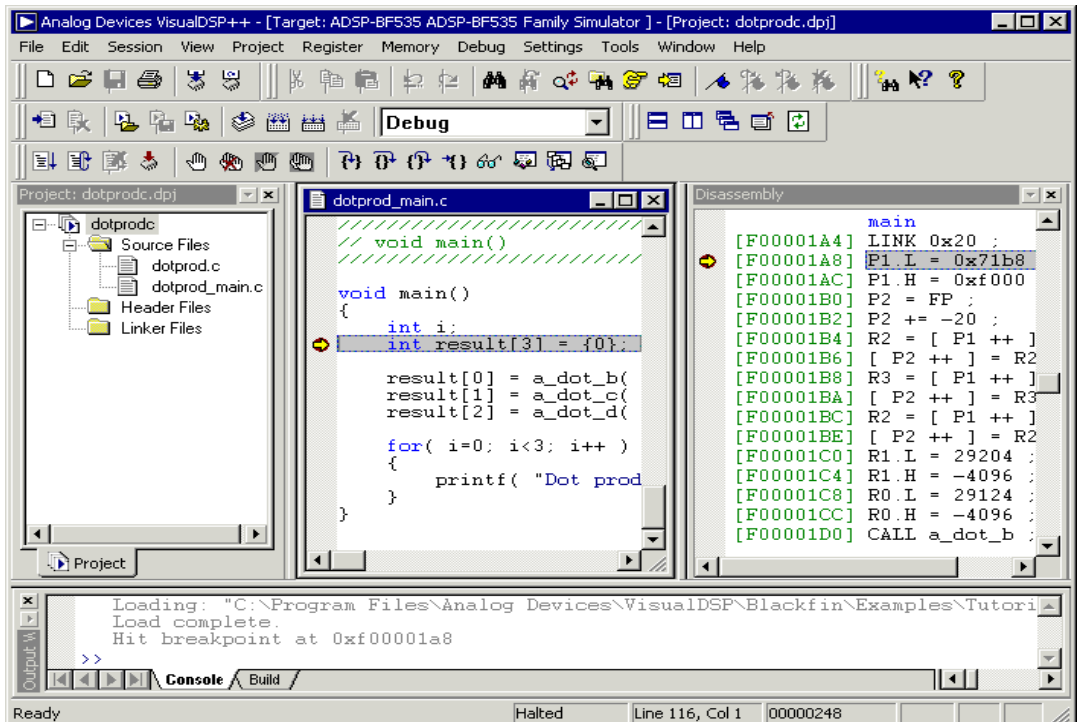 Analog Devices VisualDSP++ - [Target: ADSP-BF535 ADSP-BF535 Family Simulator ] - [Project: dotprodc.dpj]
File Edit Session View Project Register Memory Debug Settings Tools Window Help
Debug
Project: dotprodc.dpj
dotprodc
Source Files
dotprod.c
dotprod_main.c
Header Files
Linker Files
Project
dotprod_main.c
/////////////////////////////
// void main()
/////////////////////////////
void main()
{
int i;
int result[3] = {0};
result[0] = a_dot_b(
result[1] = a_dot_c(
result[2] = a_dot_d(
for( i=0; i<3; i++ )
{
printf( "Dot prod
}
}
Disassembly
main
[F00001A4] LINK 0x20 ;
[F00001A8] P1.L = 0x71b8
[F00001AC] P1.H = 0xf000
[F00001B0] P2 = FP ;
[F00001B2] P2 += -20 ;
[F00001B4] R2 = [ P1 ++ ]
[F00001B6] [ P2 ++ ] = R2
[F00001B8] R3 = [ P1 ++ ]
[F00001BA] [ P2 ++ ] = R3
[F00001BC] R2 = [ P1 ++ ]
[F00001BE] [ P2 ++ ] = R2
[F00001C0] R1.L = 29204 ;
[F00001C4] R1.H = -4096 ;
[F00001C8] R0.L = 29124 ;
[F00001CC] R0.H = -4096 ;
[F00001D0] CALL a_dot_b ;
Output W
Loading: "C:\Program Files\Analog Devices\VisualDSP\Blackfin\Examples\Tutori
Load complete.
Hit breakpoint at 0xf00001a8
>>
Console Build
Ready Halted Line 116, Col 1 00000248